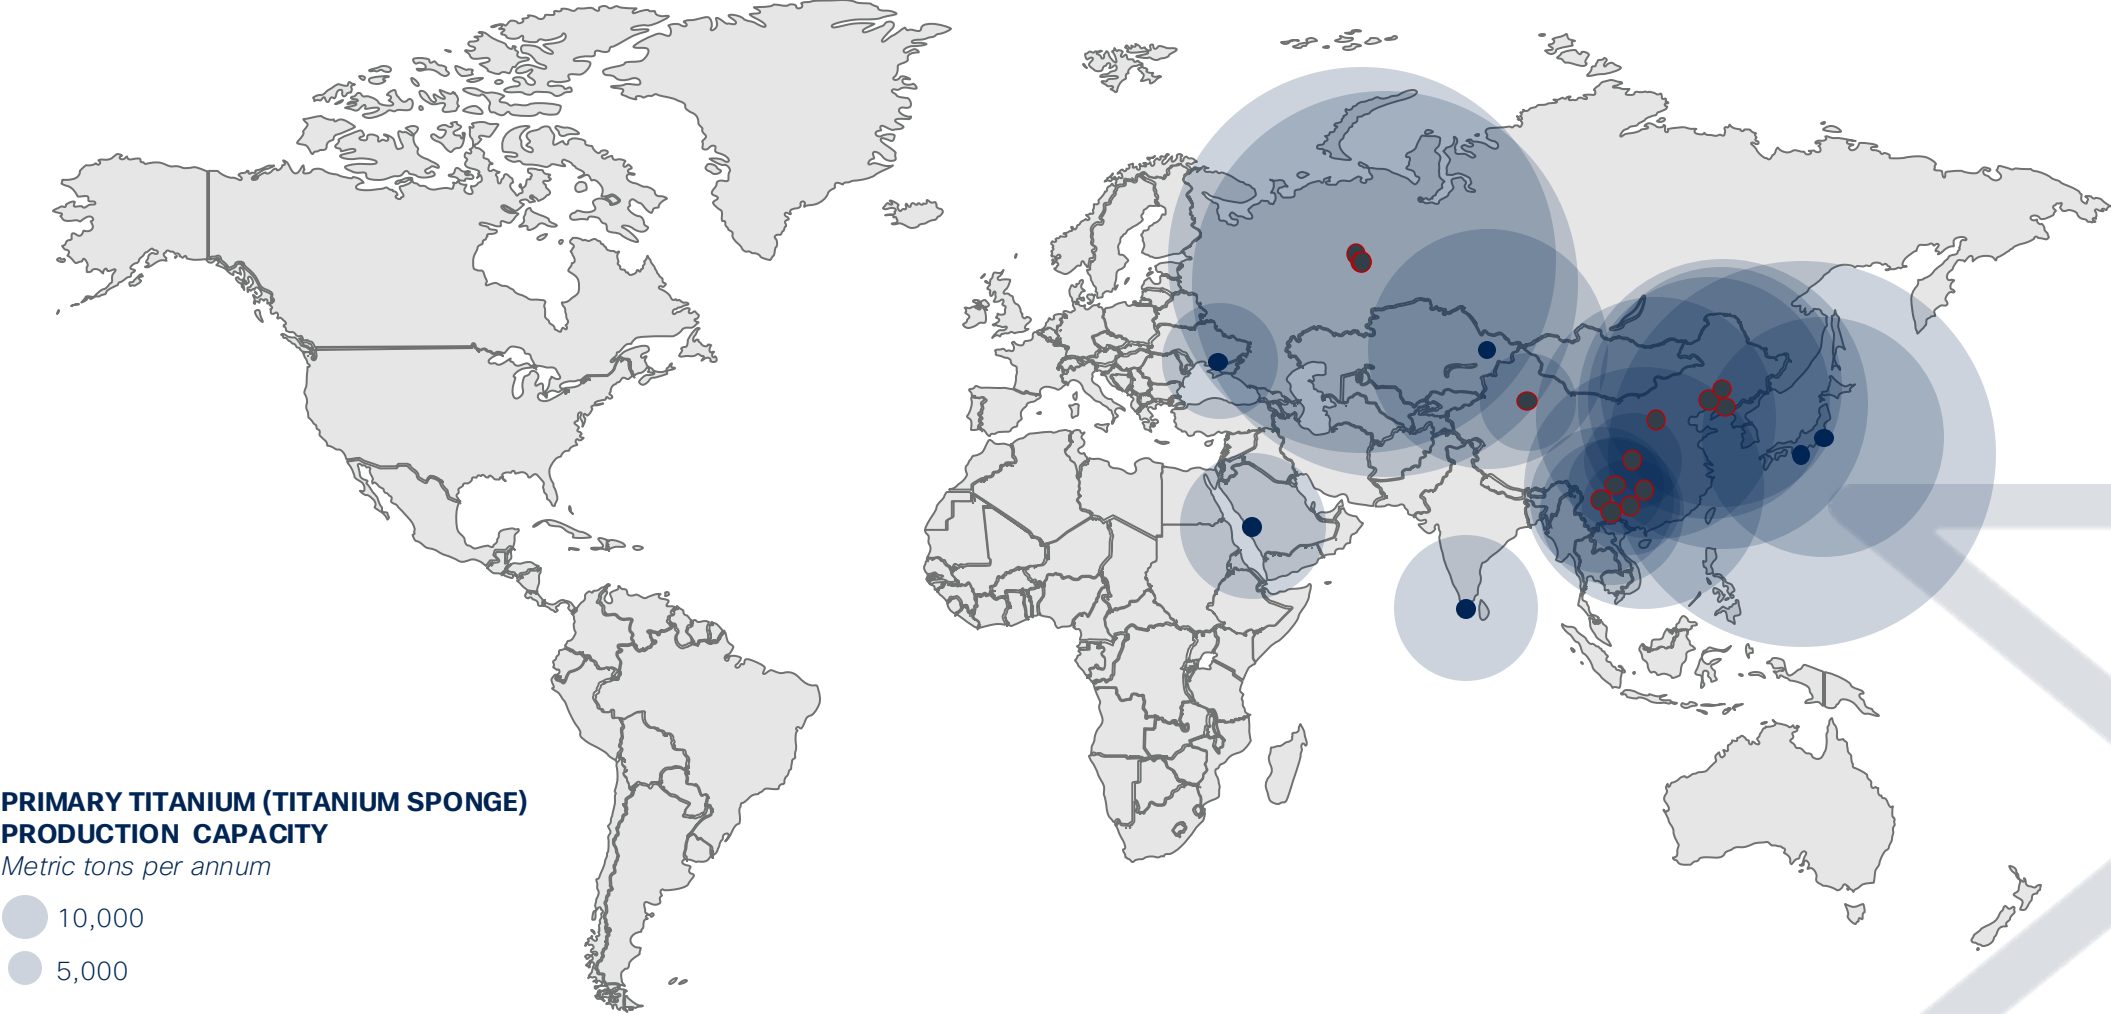 PRIMARY TITANIUM (TITANIUM SPONGE)
PRODUCTION CAPACITY
Metric tons per annum
10,000
5,000